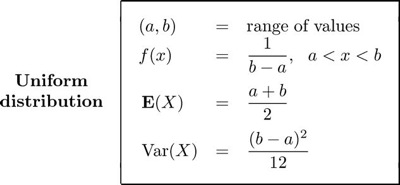 Uniform
distribution
(a, b) = range of values
f(x) = 1/(b − a), a < x < b
E(X) = (a + b)/2
Var(X) = (b − a)²/12